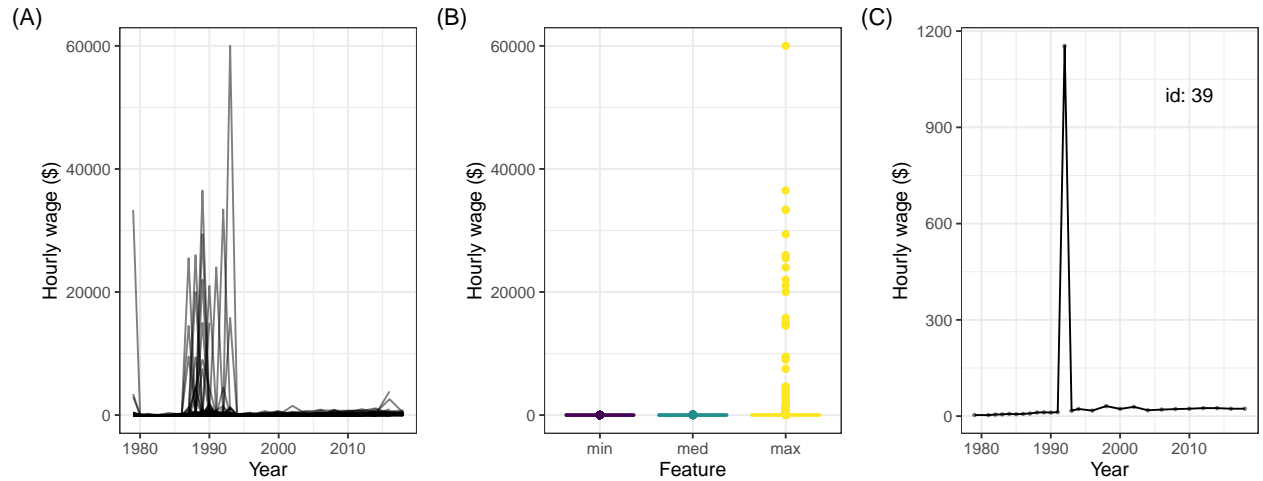 (A)
60000
40000
20000
0
Hourly wage ($)
1980 1990 2000 2010
Year
(B)
60000
40000
20000
0
Hourly wage ($)
min med max
Feature
(C)
1200
900
600
300
0
Hourly wage ($)
id: 39
1980 1990 2000 2010
Year